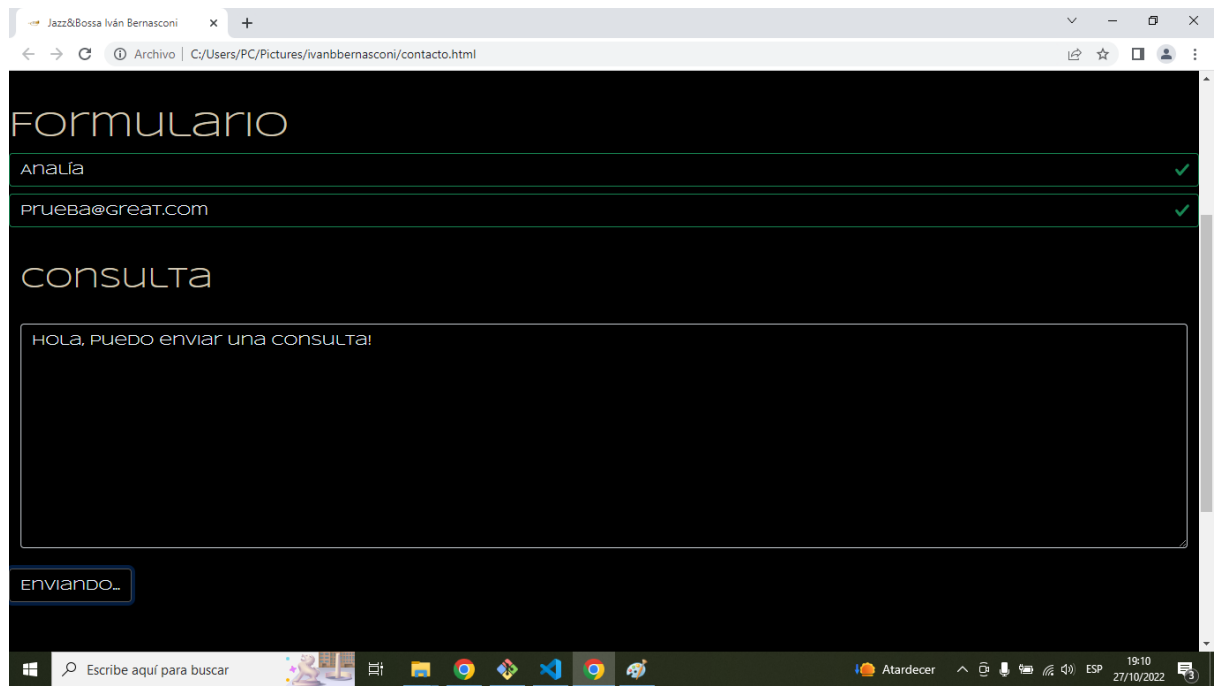 Jazz&Bossa Iván Bernasconi
Archivo
C:/Users/PC/Pictures/ivanbbernasconi/contacto.html
Formulario
Analía
prueba@great.com
Consulta
Hola, puedo enviar una consulta!
Enviando...
Escribe aquí para buscar
Atardecer
ESP
19:10
27/10/2022
3